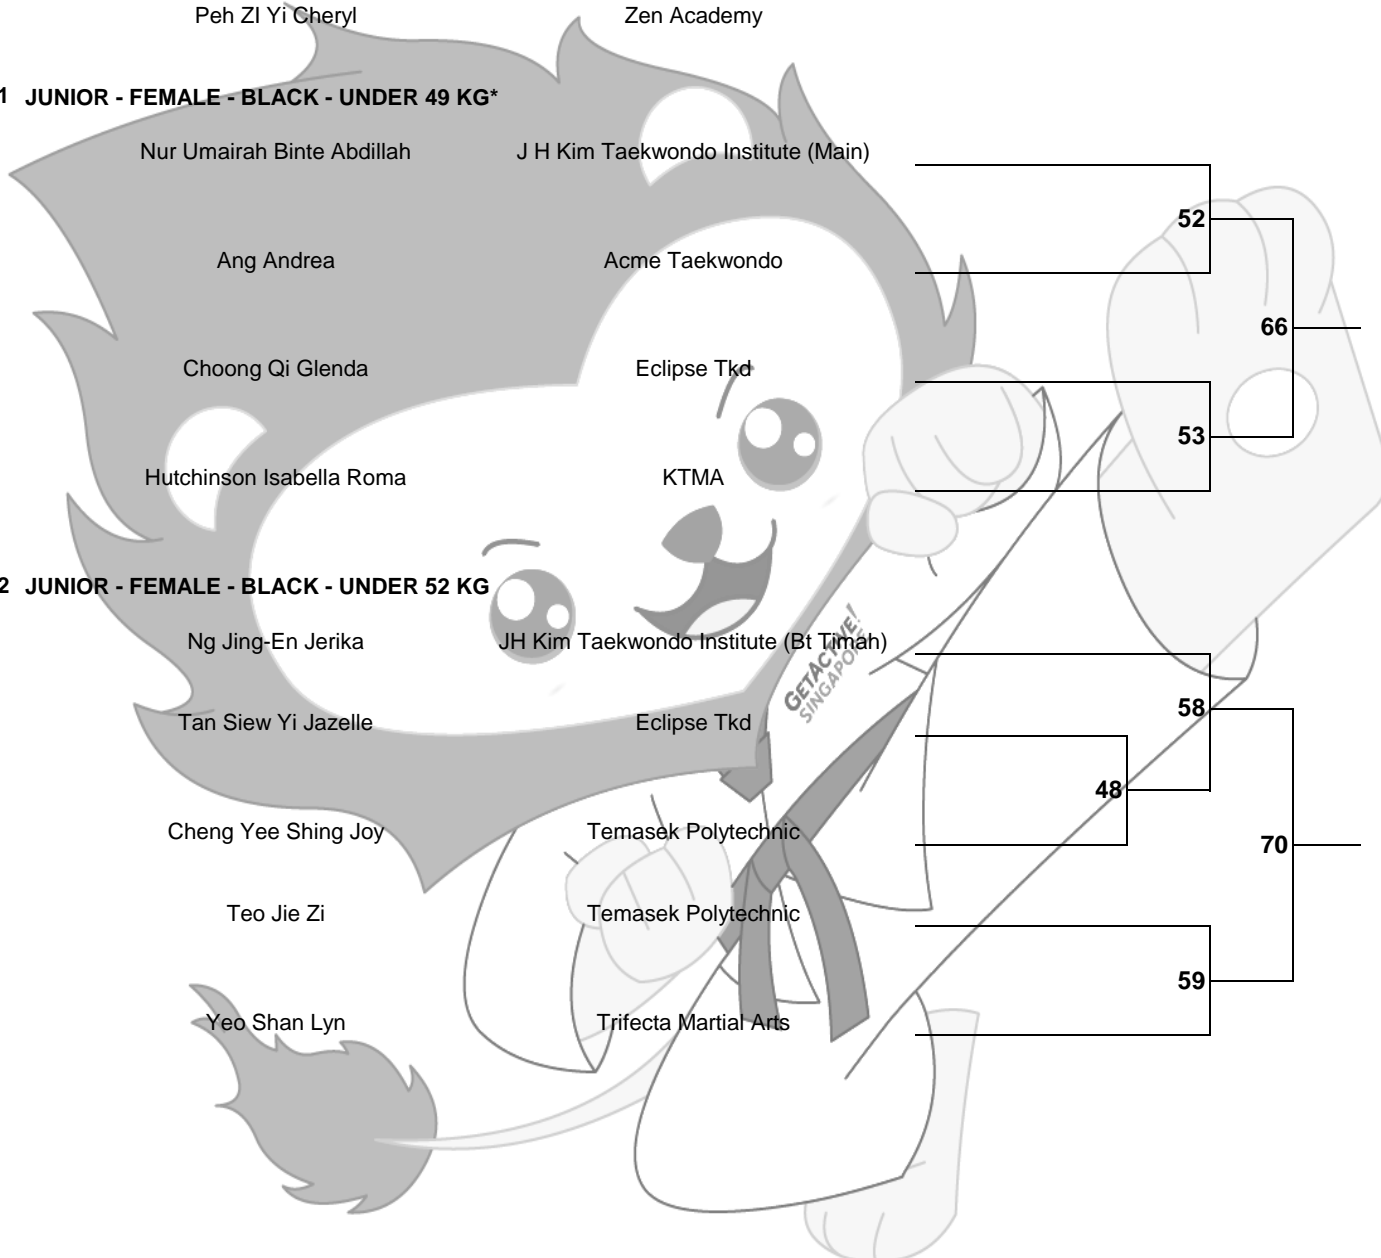 Peh ZI Yi Cheryl Zen Academy
1 JUNIOR - FEMALE - BLACK - UNDER 49 KG*
Nur Umairah Binte Abdillah J H Kim Taekwondo Institute (Main)
52
Ang Andrea Acme Taekwondo
66
Choong Qi Glenda Eclipse Tkd
53
Hutchinson Isabella Roma KTMA
2 JUNIOR - FEMALE - BLACK - UNDER 52 KG
Ng Jing-En Jerika JH Kim Taekwondo Institute (Bt Timah)
GETACTIVE!
SINGAPORE
58
Tan Siew Yi Jazelle Eclipse Tkd
48
Cheng Yee Shing Joy Temasek Polytechnic
70
Teo Jie Zi Temasek Polytechnic
59
Yeo Shan Lyn Trifecta Martial Arts